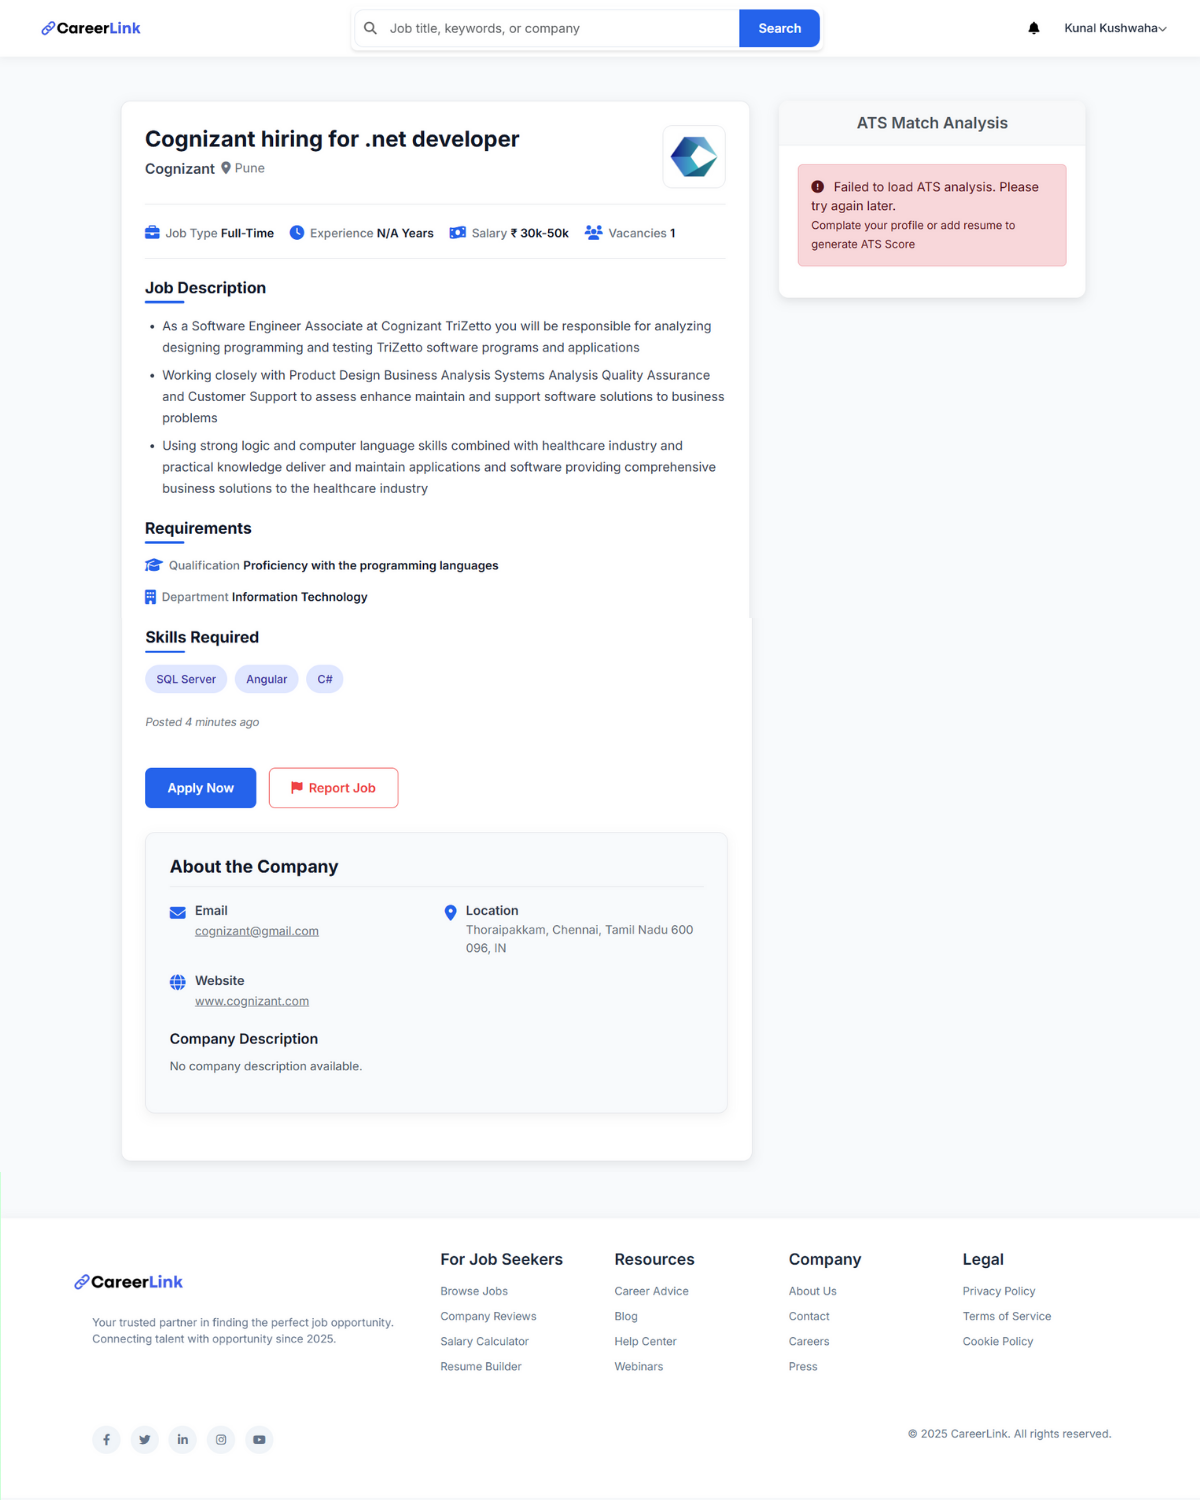 CareerLink
Job title, keywords, or company
Search
Kunal Kushwaha
Cognizant hiring for .net developer
Cognizant Pune
Job Type Full-Time Experience N/A Years Salary ₹ 30k-50k Vacancies 1
Job Description
• As a Software Engineer Associate at Cognizant TriZetto you will be responsible for analyzing
designing programming and testing TriZetto software programs and applications
• Working closely with Product Design Business Analysis Systems Analysis Quality Assurance
and Customer Support to assess enhance maintain and support software solutions to business
problems
• Using strong logic and computer language skills combined with healthcare industry and
practical knowledge deliver and maintain applications and software providing comprehensive
business solutions to the healthcare industry
Requirements
Qualification Proficiency with the programming languages
Department Information Technology
Skills Required
SQL Server Angular C#
Posted 4 minutes ago
Apply Now
Report Job
About the Company
Email
cognizant@gmail.com
Location
Thoraipakkam, Chennai, Tamil Nadu 600
096, IN
Website
www.cognizant.com
Company Description
No company description available.
ATS Match Analysis
Failed to load ATS analysis. Please
try again later.
Complete your profile or add resume to
generate ATS Score
CareerLink
Your trusted partner in finding the perfect job opportunity.
Connecting talent with opportunity since 2025.
For Job Seekers
Browse Jobs
Company Reviews
Salary Calculator
Resume Builder
Resources
Career Advice
Blog
Help Center
Webinars
Company
About Us
Contact
Careers
Press
Legal
Privacy Policy
Terms of Service
Cookie Policy
© 2025 CareerLink. All rights reserved.